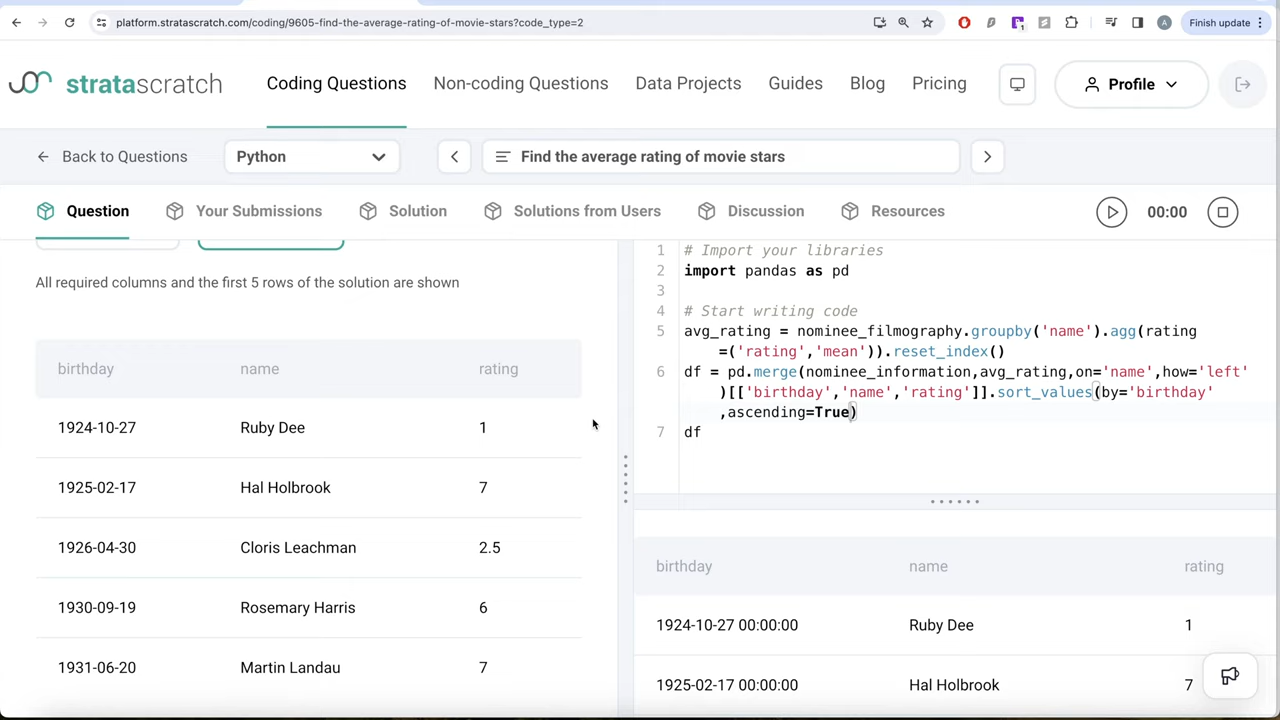 platform.stratascratch.com/coding/9605-find-the-average-rating-of-movie-stars?code_type=2
1
A
Finish update
stratascratch
Coding Questions
Non-coding Questions
Data Projects
Guides
Blog
Pricing
Profile
Back to Questions
Python
Find the average rating of movie stars
Question
Your Submissions
Solution
Solutions from Users
Discussion
Resources
00:00
All required columns and the first 5 rows of the solution are shown
birthday name rating
1924-10-27 Ruby Dee 1
1925-02-17 Hal Holbrook 7
1926-04-30 Cloris Leachman 2.5
1930-09-19 Rosemary Harris 6
1931-06-20 Martin Landau 7
1 # Import your libraries
2 import pandas as pd
3
4 # Start writing code
5 avg_rating = nominee_filmography.groupby('name').agg(rating
=('rating','mean')).reset_index()
6 df = pd.merge(nominee_information,avg_rating,on='name',how='left'
)[['birthday','name','rating']].sort_values(by='birthday'
,ascending=True)
7 df
birthday name rating
1924-10-27 00:00:00 Ruby Dee 1
1925-02-17 00:00:00 Hal Holbrook 7